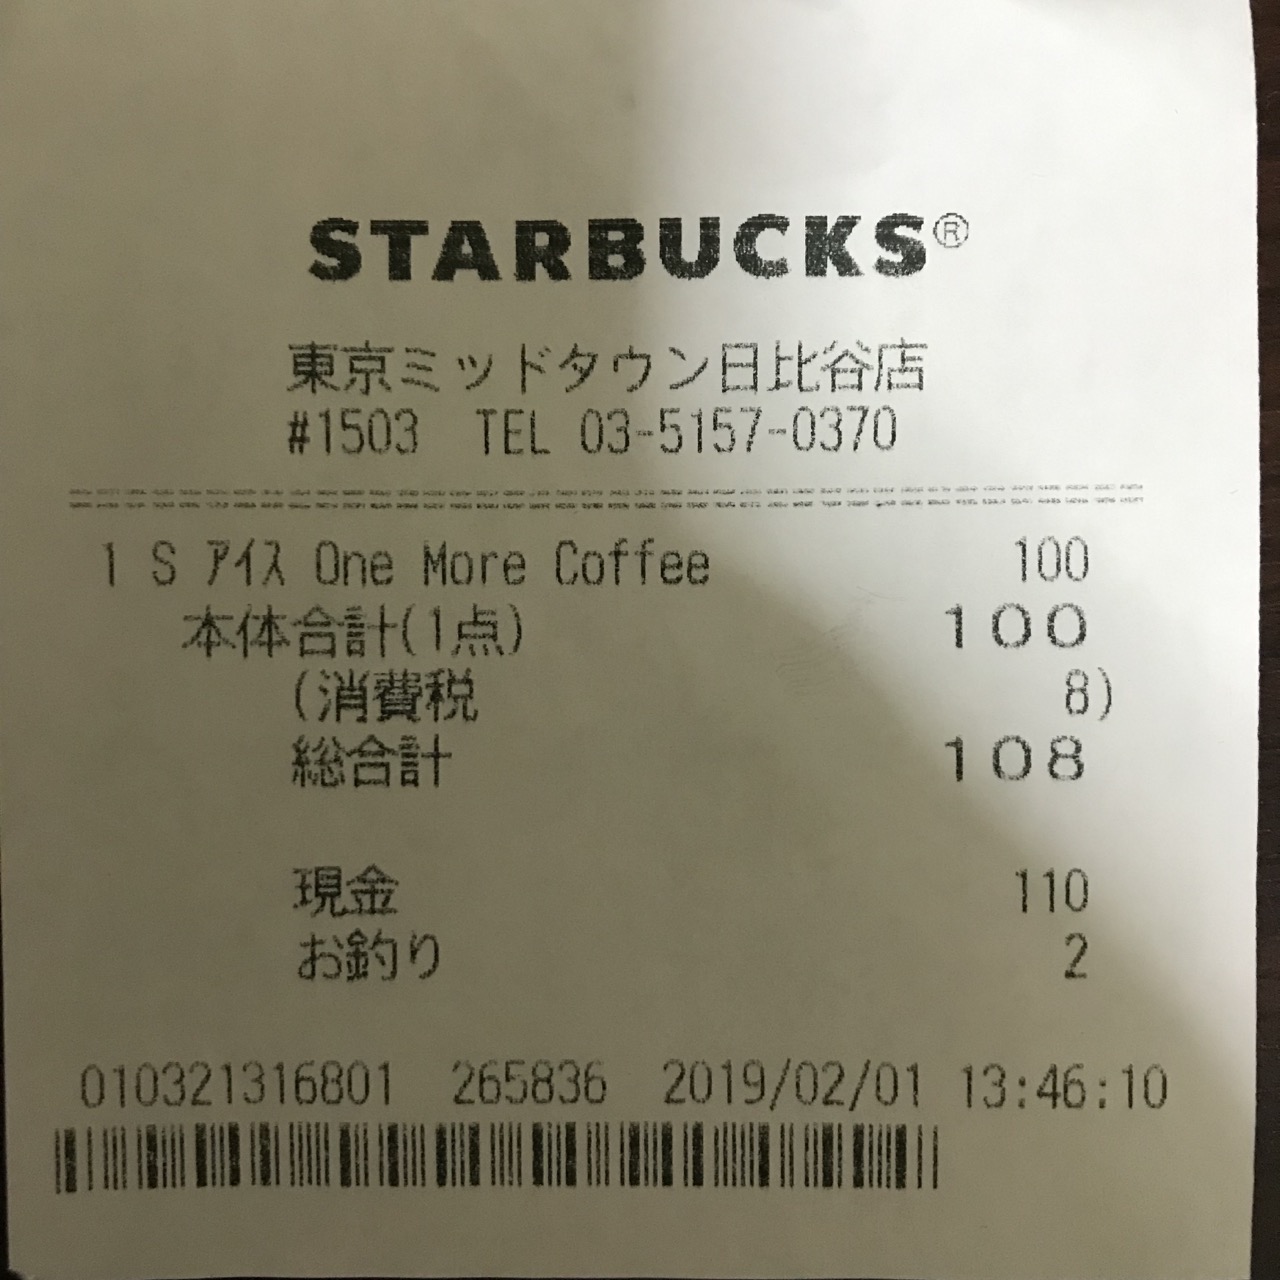 STARBUCKS®
東京ミッドタウン日比谷店
#1503 TEL 03-5157-0370
1 S アイス One More Coffee 100
本体合計(1点) 100
(消費税 8)
総合計 108
現金 110
お釣り 2
010321316801 265836 2019/02/01 13:46:10